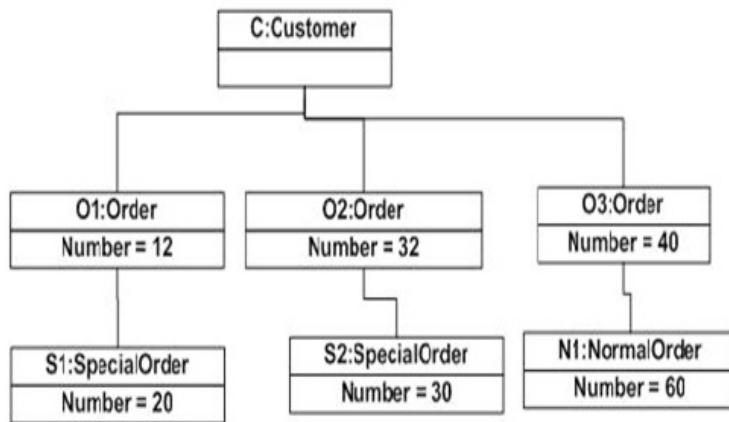 C:Customer
O1:Order
Number = 12
O2:Order
Number = 32
O3:Order
Number = 40
S1:SpecialOrder
Number = 20
S2:SpecialOrder
Number = 30
N1:NormalOrder
Number = 60